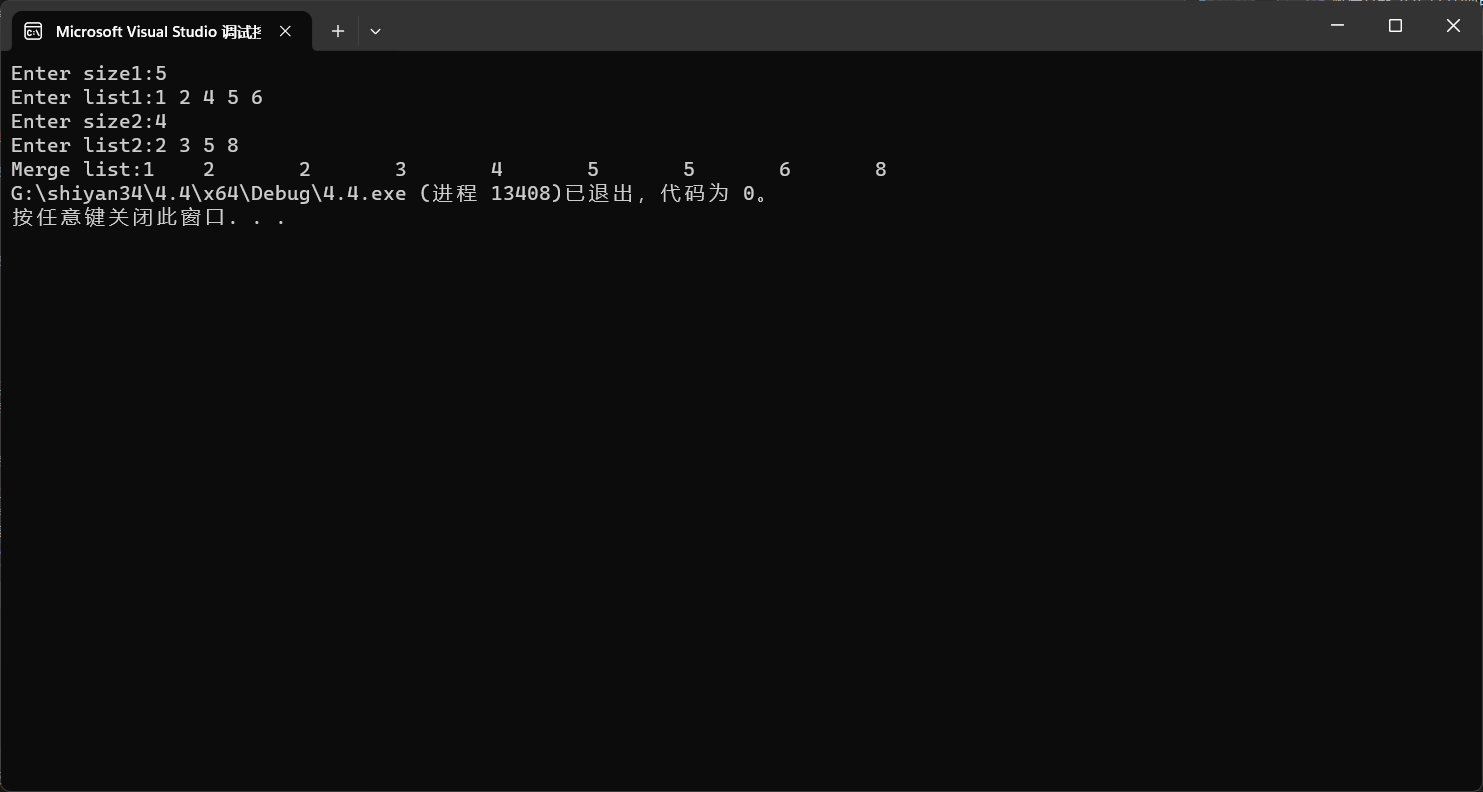 Microsoft Visual Studio 调试
Enter size1:5
Enter list1:1 2 4 5 6
Enter size2:4
Enter list2:2 3 5 8
Merge list:1    2       2       3       4       5       5       6       8
G:\shiyan34\4.4\x64\Debug\4.4.exe (进程 13408)已退出，代码为 0。
按任意键关闭此窗口. . .